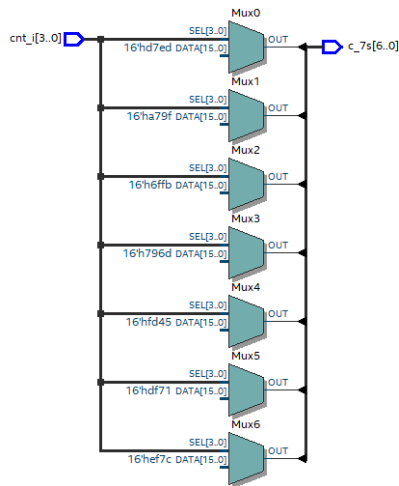 Mux0
cnt_i[3..0]
SEL[3..0]
16'hd7ed DATA[15..0]
OUT
c_7s[6..0]
Mux1
SEL[3..0]
16'ha79f DATA[15..0]
OUT
Mux2
SEL[3..0]
16'h6ffb DATA[15..0]
OUT
Mux3
SEL[3..0]
16'h796d DATA[15..0]
OUT
Mux4
SEL[3..0]
16'hfd45 DATA[15..0]
OUT
Mux5
SEL[3..0]
16'hdf71 DATA[15..0]
OUT
Mux6
SEL[3..0]
16'hef7c DATA[15..0]
OUT